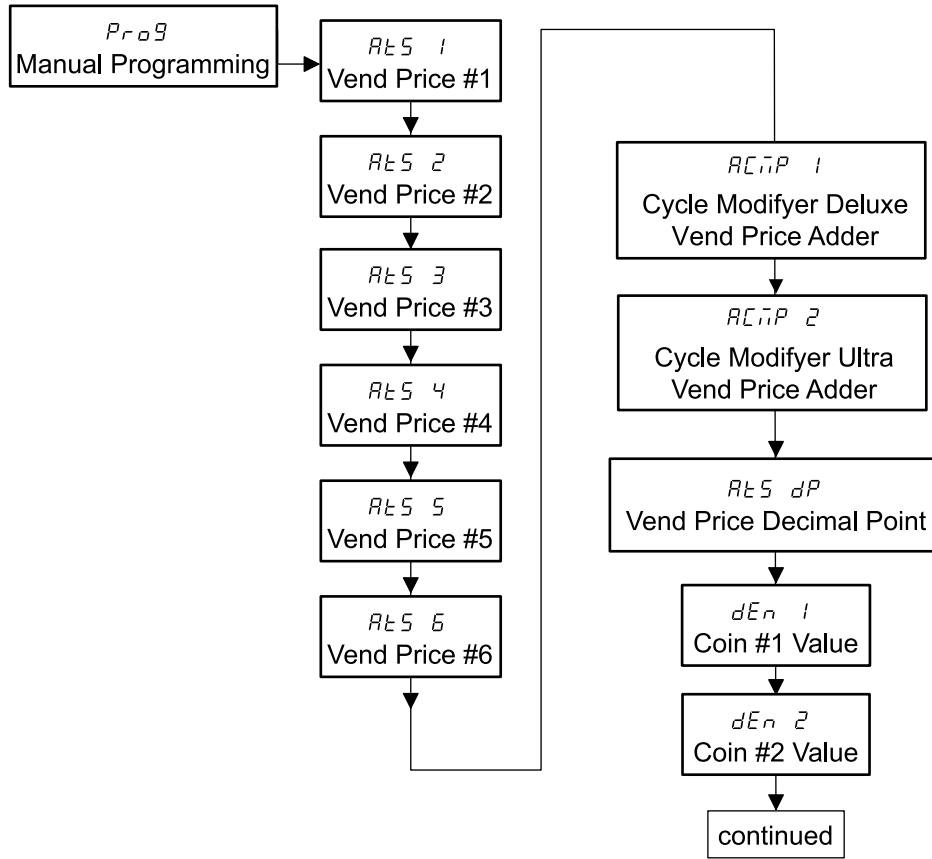 Prog
Manual Programming
AtS 1
Vend Price #1
AtS 2
Vend Price #2
AtS 3
Vend Price #3
AtS 4
Vend Price #4
AtS 5
Vend Price #5
AtS 6
Vend Price #6
ACMP 1
Cycle Modifyer Deluxe
Vend Price Adder
ACMP 2
Cycle Modifyer Ultra
Vend Price Adder
AtS dP
Vend Price Decimal Point
dEn 1
Coin #1 Value
dEn 2
Coin #2 Value
continued